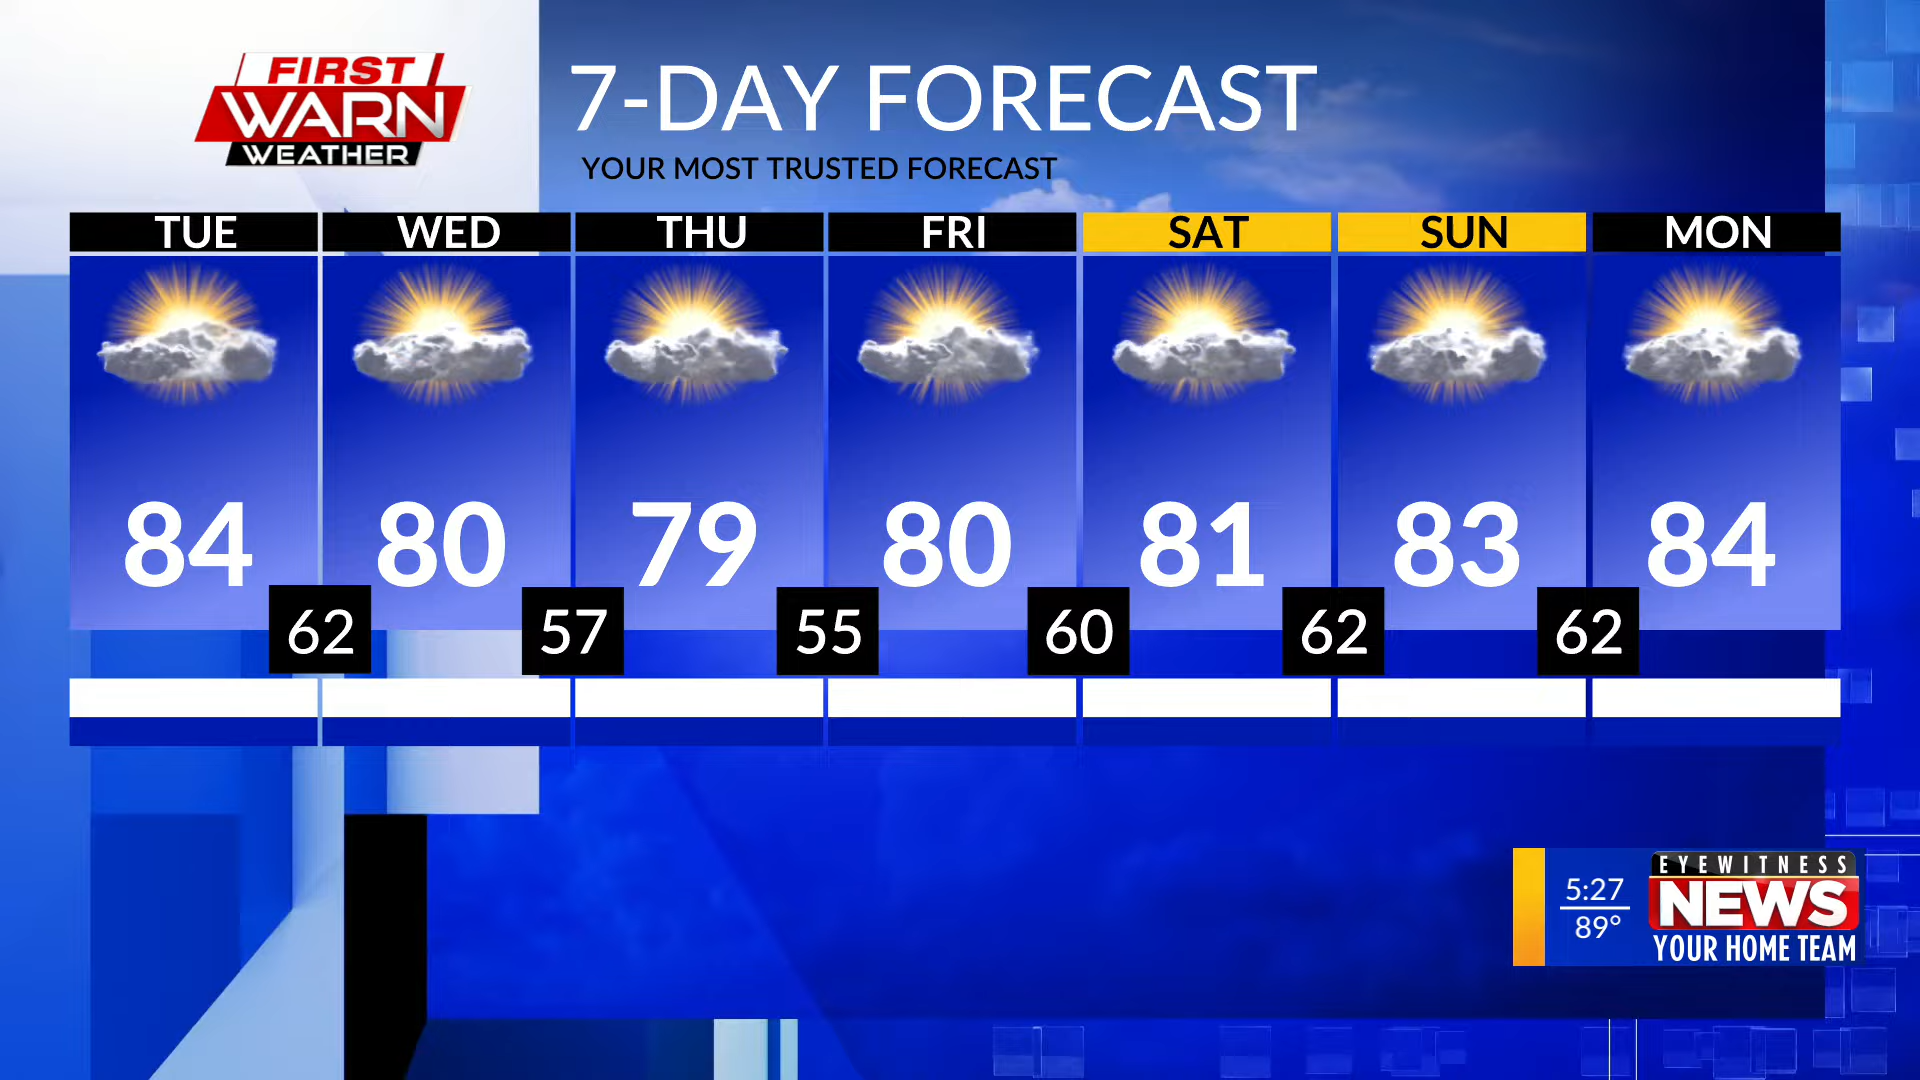 FIRST
WARN
WEATHER
7-DAY FORECAST
YOUR MOST TRUSTED FORECAST
TUE WED THU FRI SAT SUN MON
84 80 79 80 81 83 84
62 57 55 60 62 62
5:27
89°
EYEWITNESS
NEWS
YOUR HOME TEAM